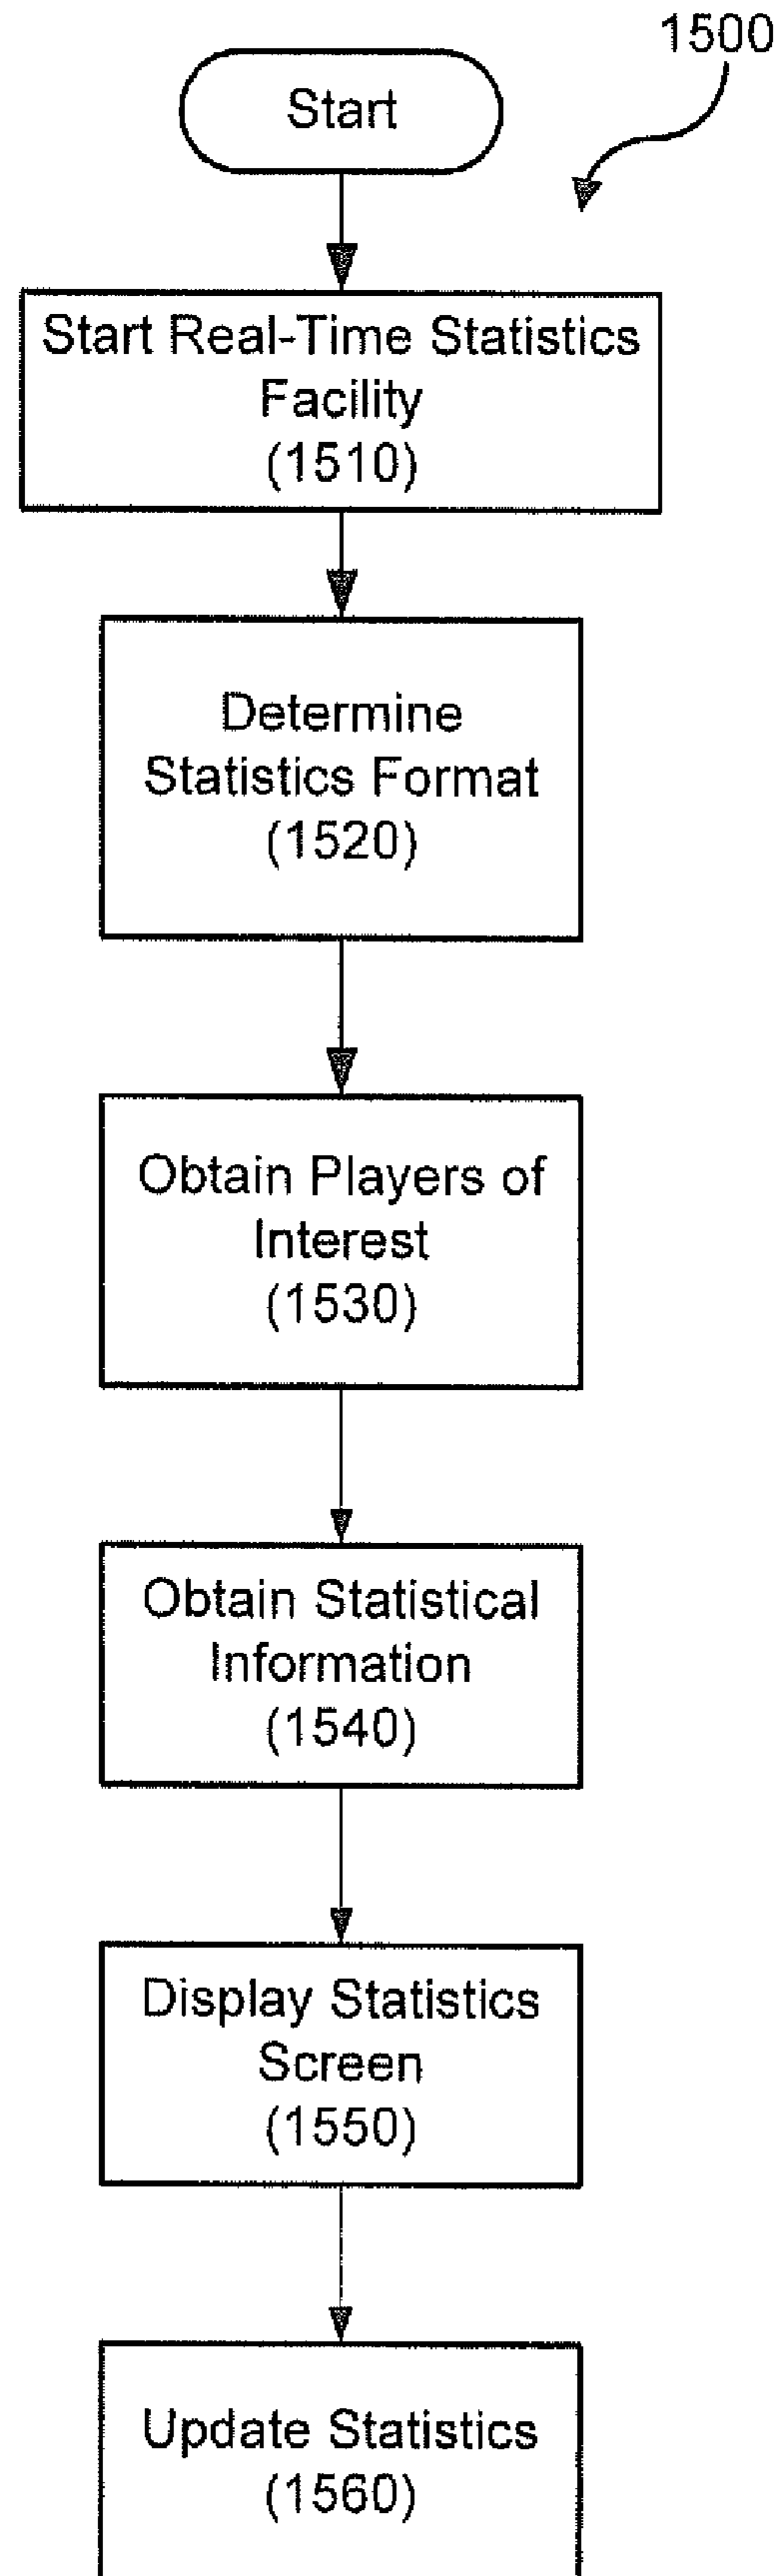 1500
Start
Start Real-Time Statistics
Facility
(1510)
Determine
Statistics Format
(1520)
Obtain Players of
Interest
(1530)
Obtain Statistical
Information
(1540)
Display Statistics
Screen
(1550)
Update Statistics
(1560)